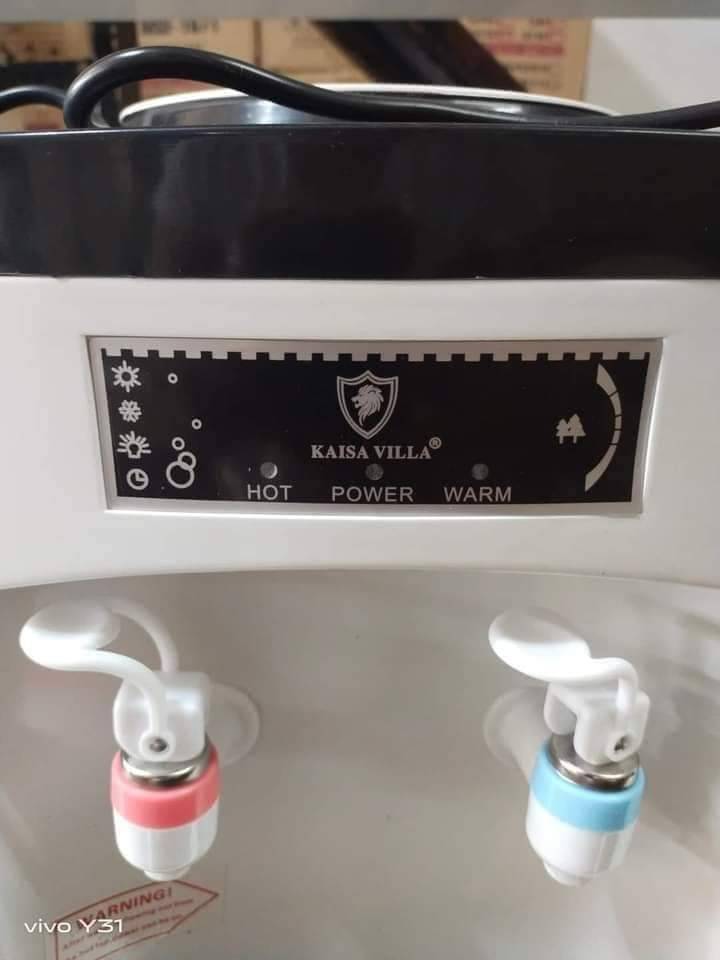 KAISA VILLA®
HOT POWER WARM
WARNING!
vivo Y31